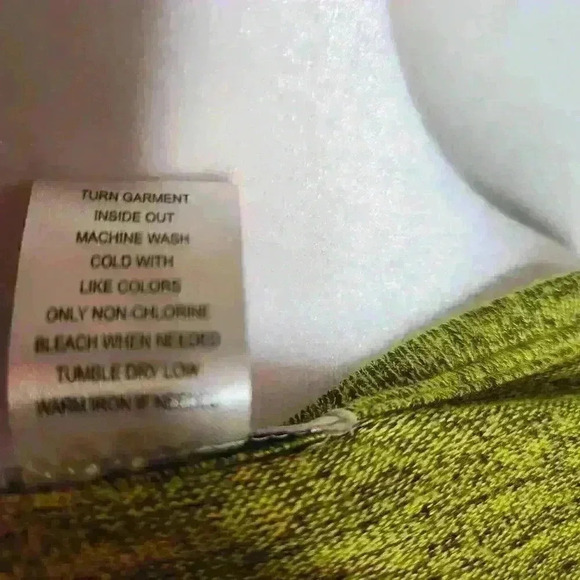 TURN GARMENT
INSIDE OUT
MACHINE WASH
COLD WITH
LIKE COLORS
ONLY NON-CHLORINE
BLEACH WHEN NEEDED
TUMBLE DRY LOW
WARM IRON IF NEEDED